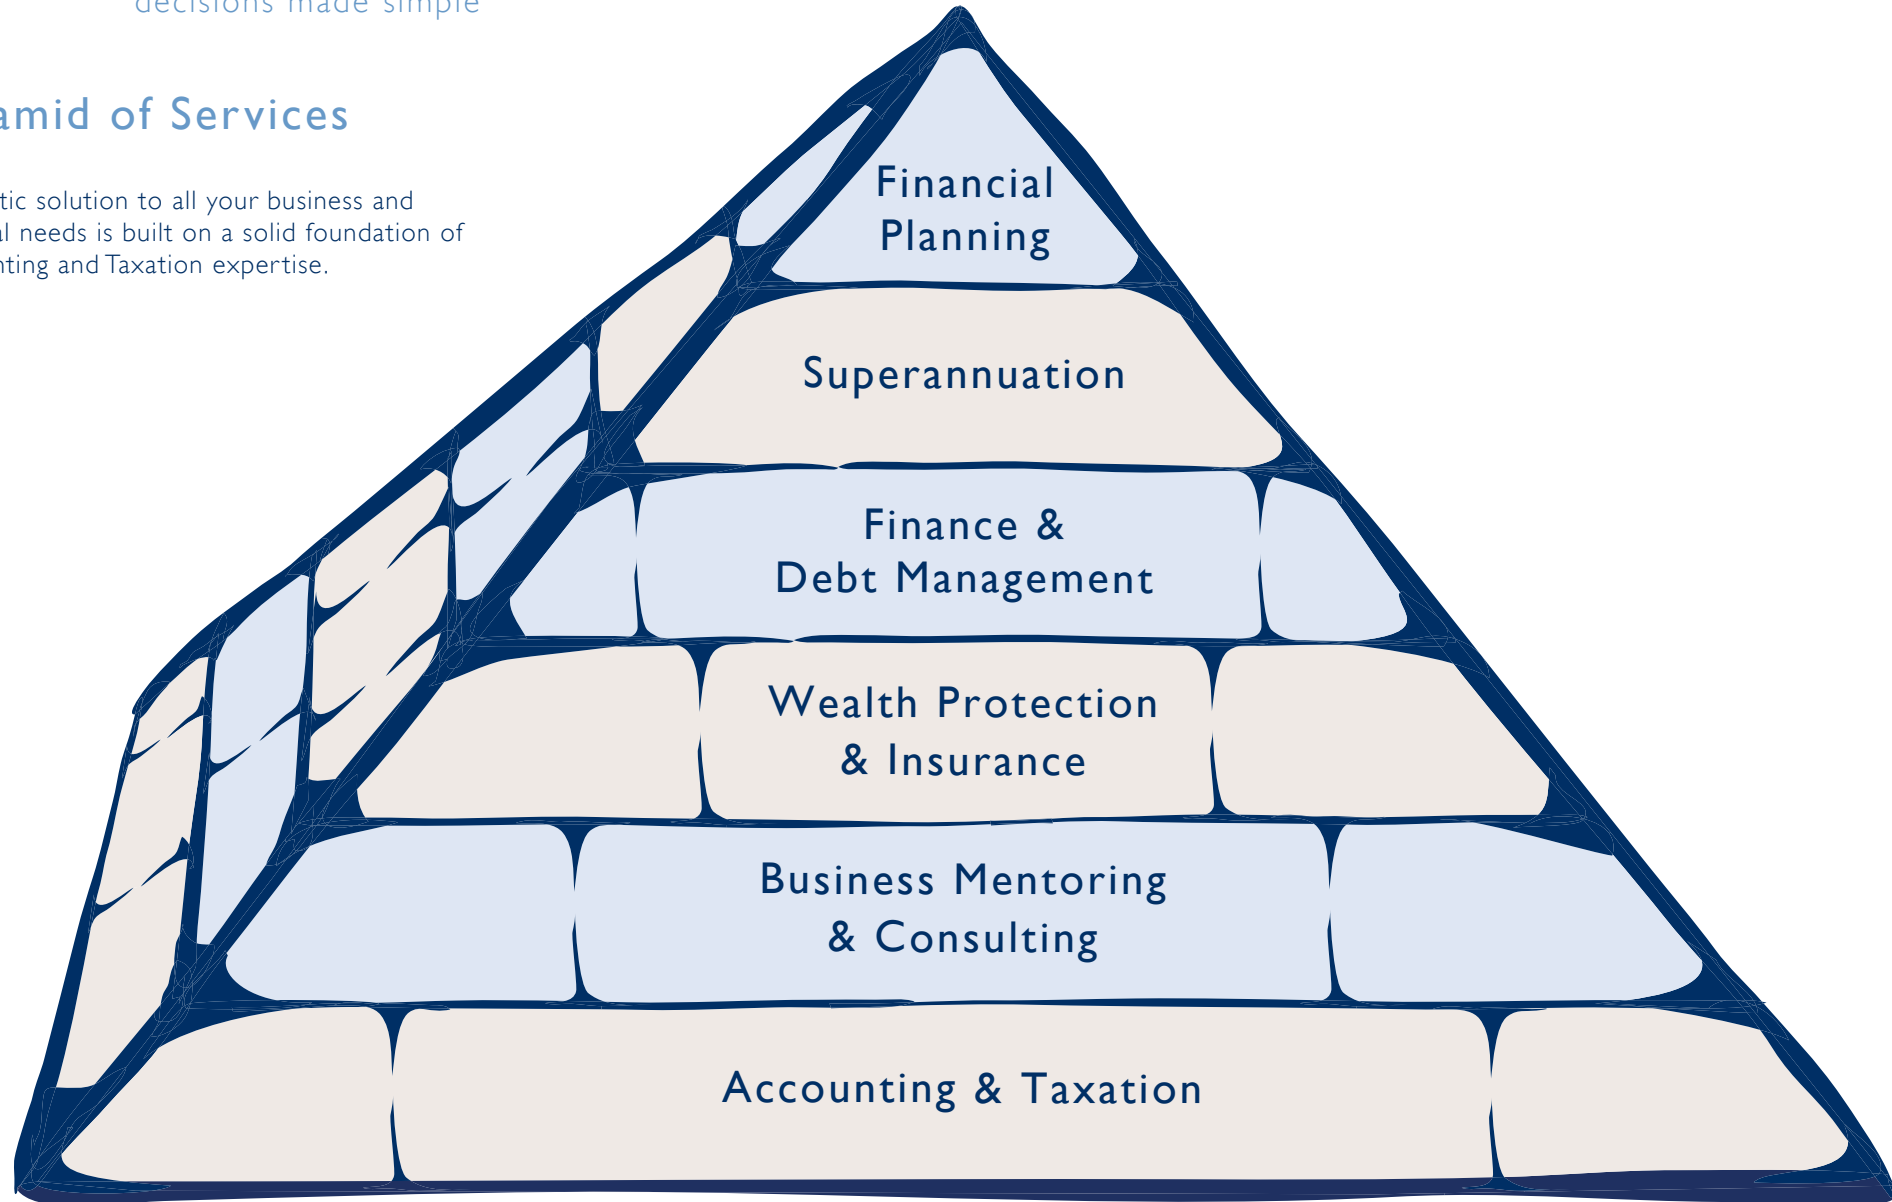 decisions made simple
amid of Services
tic solution to all your business and
al needs is built on a solid foundation of
nting and Taxation expertise.
Financial
Planning
Superannuation
Finance &
Debt Management
Wealth Protection
& Insurance
Business Mentoring
& Consulting
Accounting & Taxation